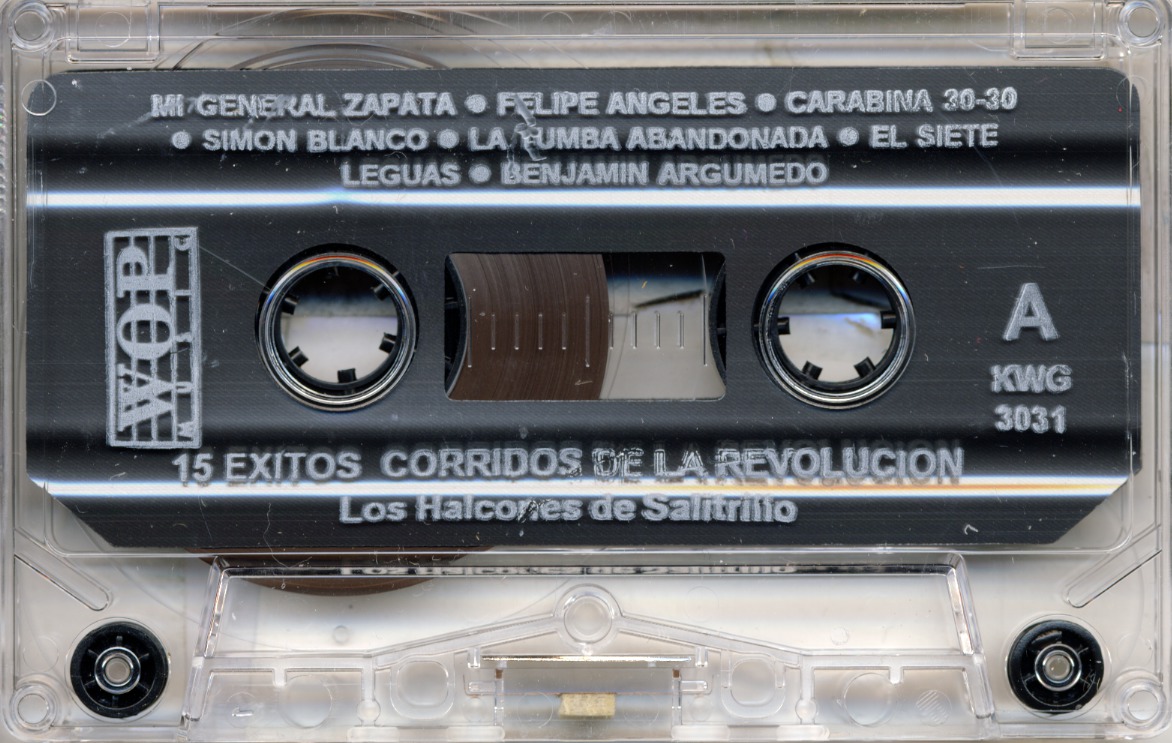 MI GENERAL ZAPATA ● FELIPE ANGELES ● CARABINA 30-30
● SIMON BLANCO ● LA TUMBA ABANDONADA ● EL SIETE
LEGUAS ● BENJAMIN ARGUMEDO
A
KWG
3031
15 EXITOS CORRIDOS DE LA REVOLUCION
Los Halcones de Salitrillo